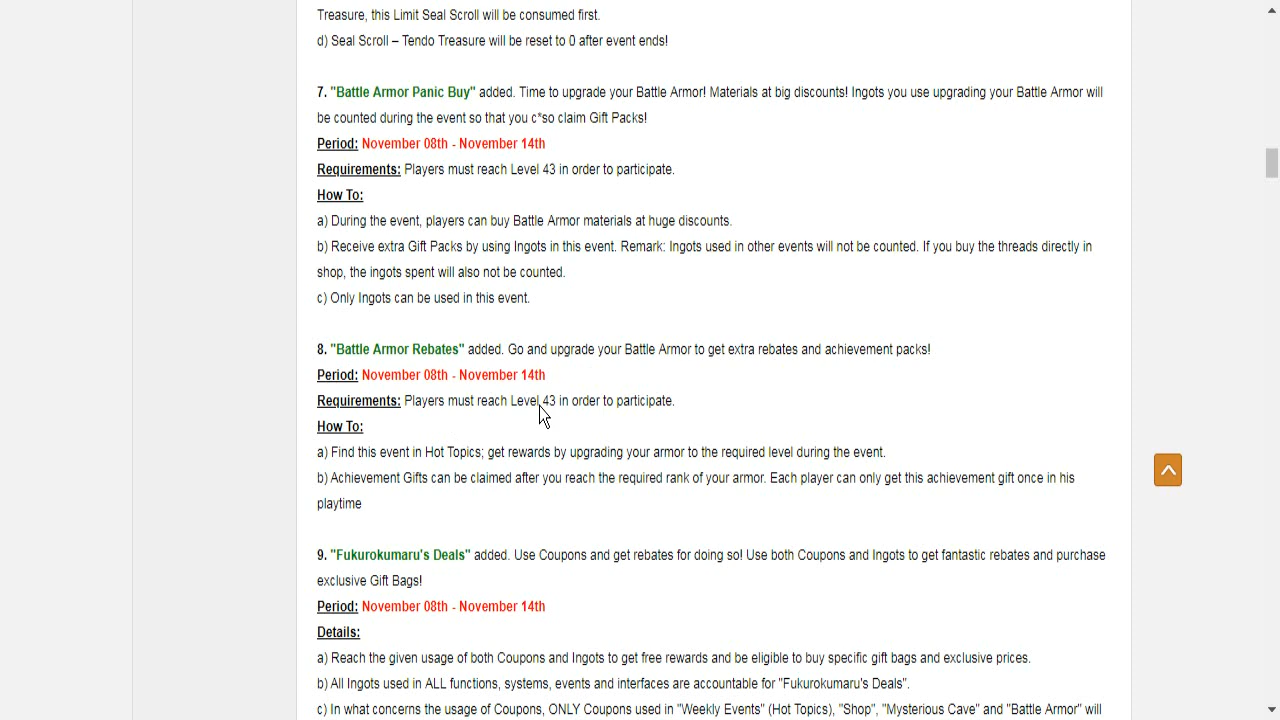 Treasure, this Limit Seal Scroll will be consumed first.
d) Seal Scroll – Tendo Treasure will be reset to 0 after event ends!
7. "Battle Armor Panic Buy" added. Time to upgrade your Battle Armor! Materials at big discounts! Ingots you use upgrading your Battle Armor will
be counted during the event so that you c*so claim Gift Packs!
Period: November 08th - November 14th
Requirements: Players must reach Level 43 in order to participate.
How To:
a) During the event, players can buy Battle Armor materials at huge discounts.
b) Receive extra Gift Packs by using Ingots in this event. Remark: Ingots used in other events will not be counted. If you buy the threads directly in
shop, the ingots spent will also not be counted.
c) Only Ingots can be used in this event.
8. "Battle Armor Rebates" added. Go and upgrade your Battle Armor to get extra rebates and achievement packs!
Period: November 08th - November 14th
Requirements: Players must reach Level 43 in order to participate.
How To:
a) Find this event in Hot Topics; get rewards by upgrading your armor to the required level during the event.
b) Achievement Gifts can be claimed after you reach the required rank of your armor. Each player can only get this achievement gift once in his
playtime
9. "Fukurokumaru's Deals" added. Use Coupons and get rebates for doing so! Use both Coupons and Ingots to get fantastic rebates and purchase
exclusive Gift Bags!
Period: November 08th - November 14th
Details:
a) Reach the given usage of both Coupons and Ingots to get free rewards and be eligible to buy specific gift bags and exclusive prices.
b) All Ingots used in ALL functions, systems, events and interfaces are accountable for "Fukurokumaru's Deals".
c) In what concerns the usage of Coupons, ONLY Coupons used in "Weekly Events" (Hot Topics), "Shop", "Mysterious Cave" and "Battle Armor" will